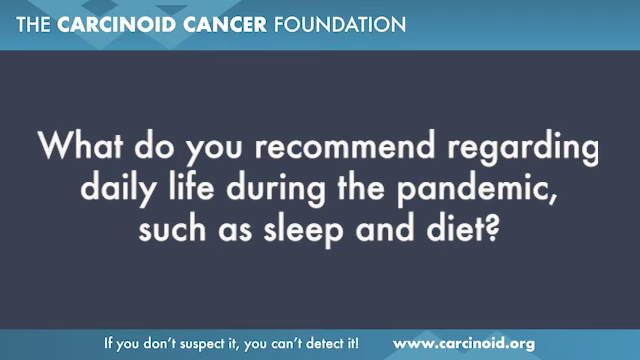 THE CARCINOID CANCER FOUNDATION
What do you recommend regarding
daily life during the pandemic,
such as sleep and diet?
If you don't suspect it, you can't detect it! www.carcinoid.org